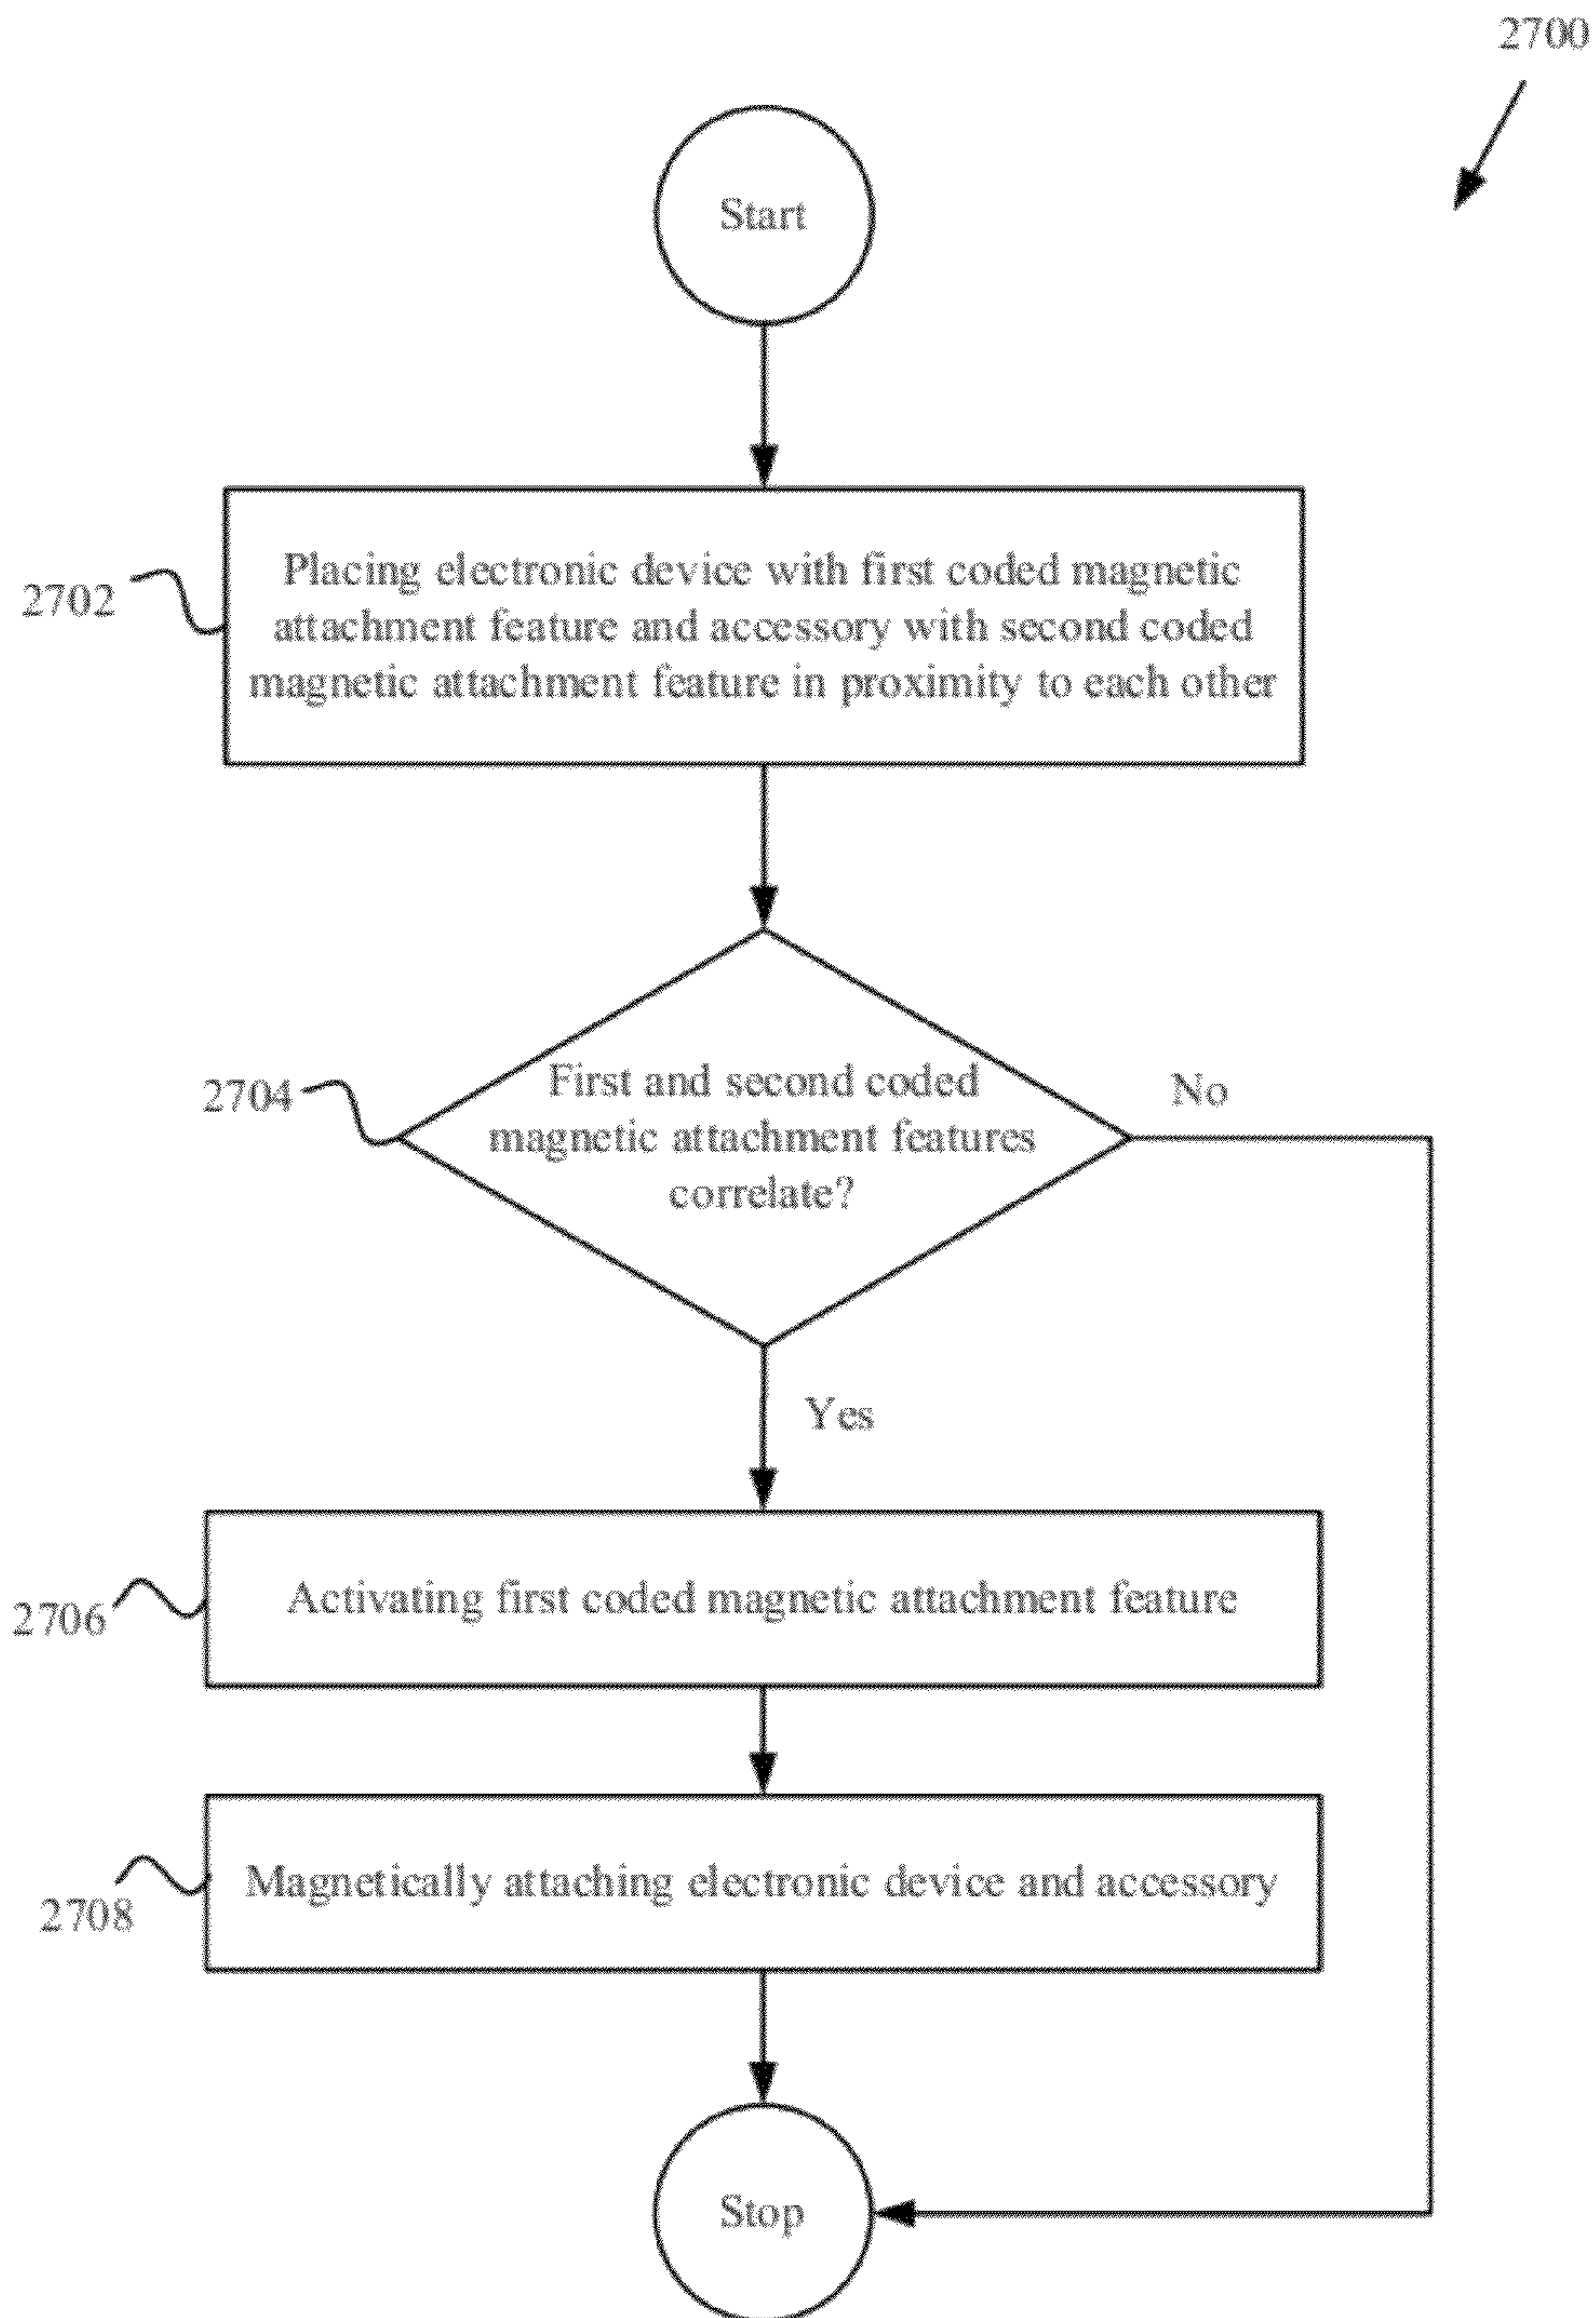 2700
Start
2702
Placing electronic device with first coded magnetic
attachment feature and accessory with second coded
magnetic attachment feature in proximity to each other
2704
First and second coded
magnetic attachment features
correlate?
No
Yes
2706
Activating first coded magnetic attachment feature
2708
Magnetically attaching electronic device and accessory
Stop